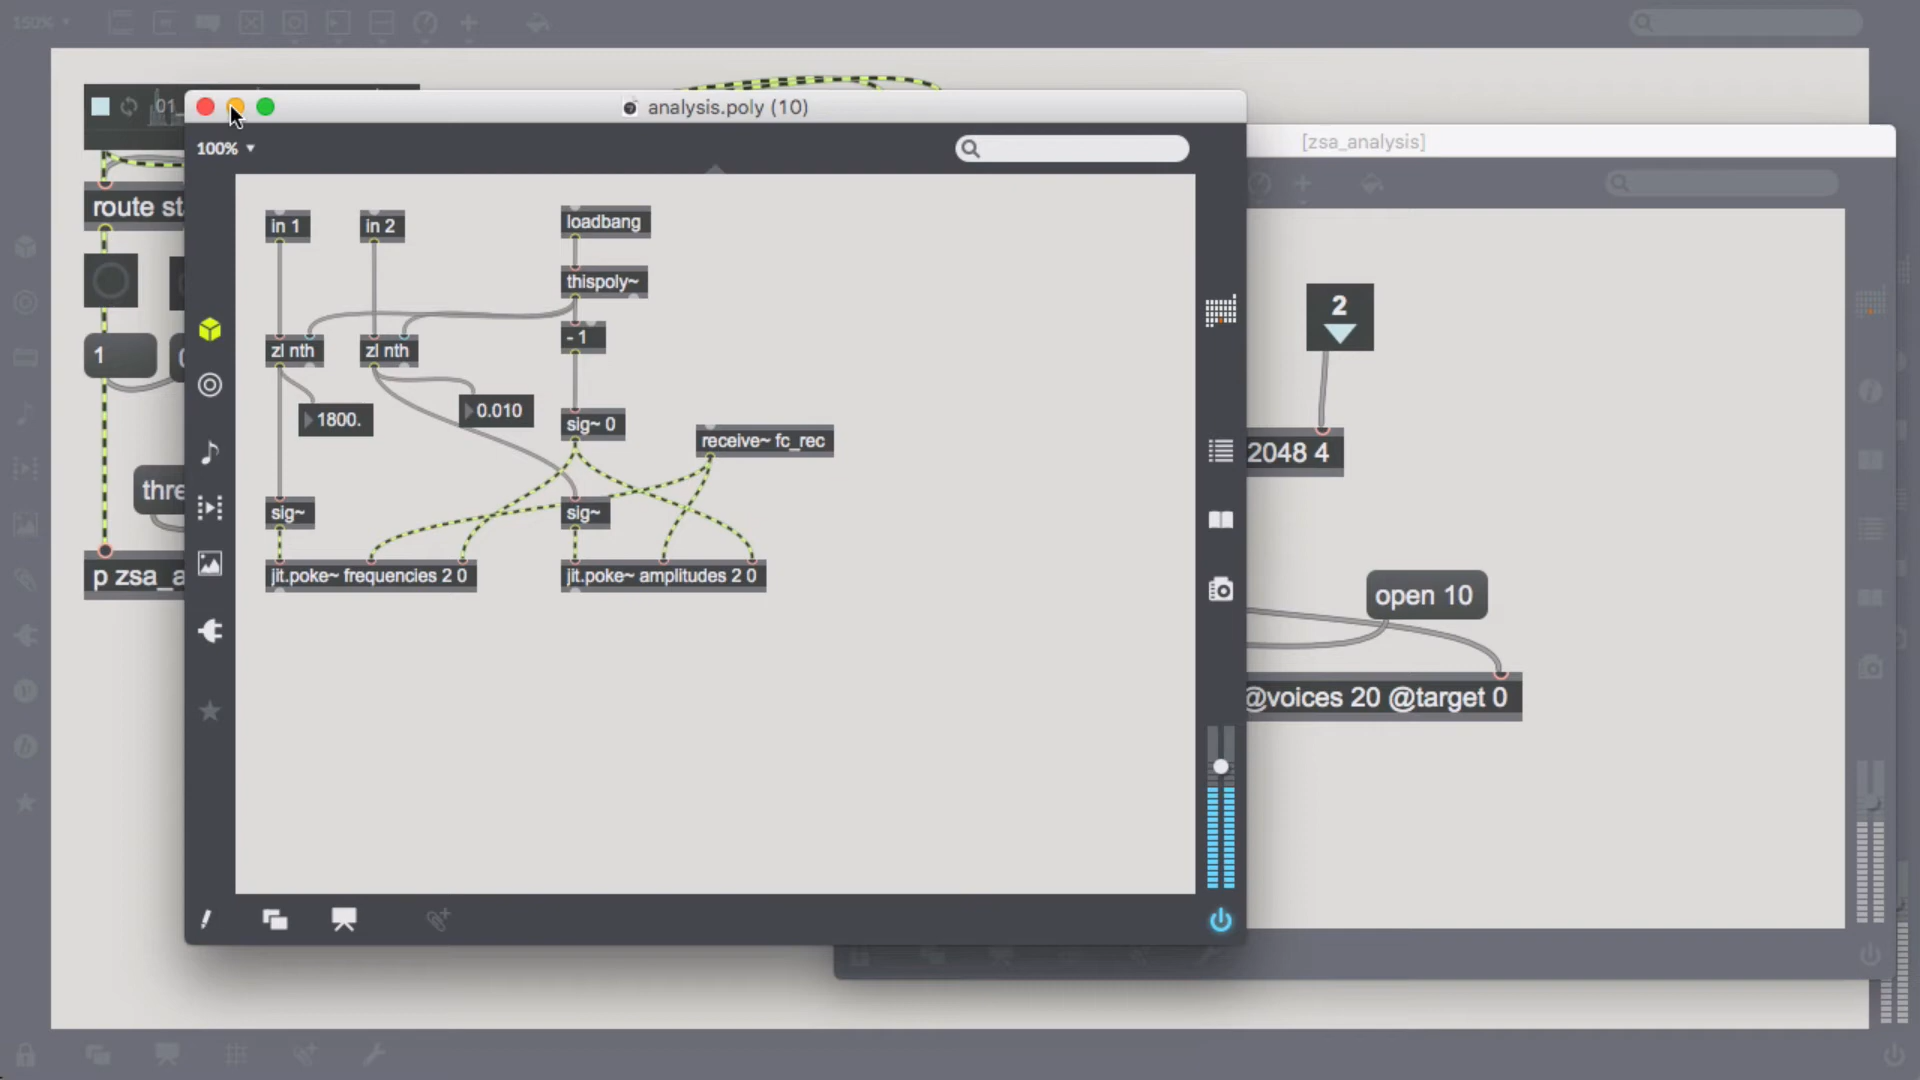 150%
01_
analysis.poly (10)
100%
[zsa_analysis]
route st
in 1
in 2
loadbang
thispoly~
- 1
2
1
zl nth
zl nth
1800.
0.010
sig~ 0
receive~ fc_rec
2048 4
thre
sig~
sig~
p zsa_a
jit.poke~ frequencies 2 0
jit.poke~ amplitudes 2 0
open 10
@voices 20 @target 0